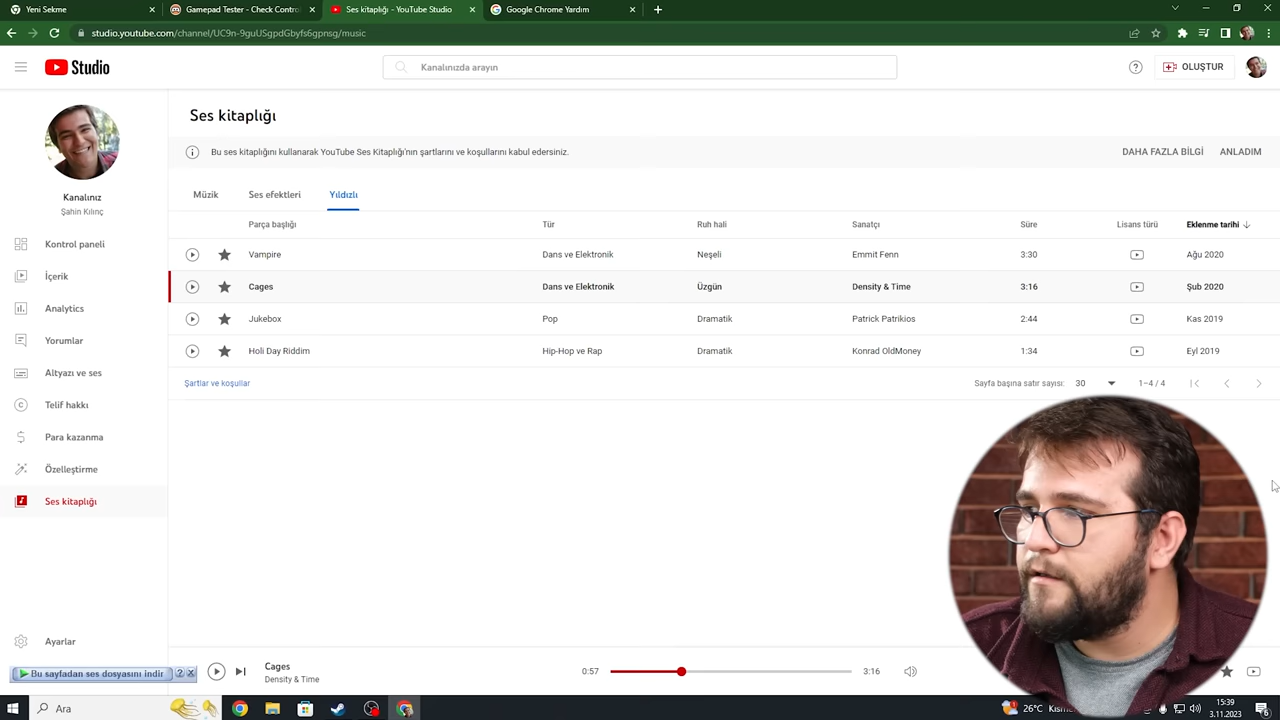 Yeni Sekme
Check Control
Ses kitaplığı - YouTube Studio
Google Chrome
studio.youtube.com/channel/UC9n-9guUSgpdGbyfs6gpnsg/music
Studio
Kanalınızda arayın
OLUŞTUR
Ses kitaplığı
Bu ses kitaplığını kullanarak YouTube Ses Kitaplığı'nın şartlarını ve koşullarını kabul edersiniz.
DAHA FAZLA BİLGİ ANLADIM
Kanalınız
Şahin Kılınç
Kontrol paneli
İçerik
Analytics
Yorumlar
Altyazı ve ses
Telif hakkı
Para kazanma
Özelleştirme
Ses kitaplığı
Ayarlar
Müzik Ses efektleri Yıldızlı
Parça başlığı Tür Ruh hali Sanatçı Süre Lisans türü Eklenme tarihi
Vampire Dans ve Elektronik Neşeli Emmit Fenn 3:30 Ağu 2020
Cages Dans ve Elektronik Üzgün Density & Time 3:16 Şub 2020
Jukebox Pop Dramatik Patrick Patrikios 2:44 Kas 2019
Holi Day Riddim Hip-Hop ve Rap Dramatik Konrad OldMoney 1:34 Eyl 2019
Şartlar ve koşullar Sayfa başına satır sayısı: 30 1–4 / 4
Bu sayfadan ses dosyasını indir ? X
Cages
Density & Time
0:57 3:16
Ara
26°C
15:39
3.11.2023